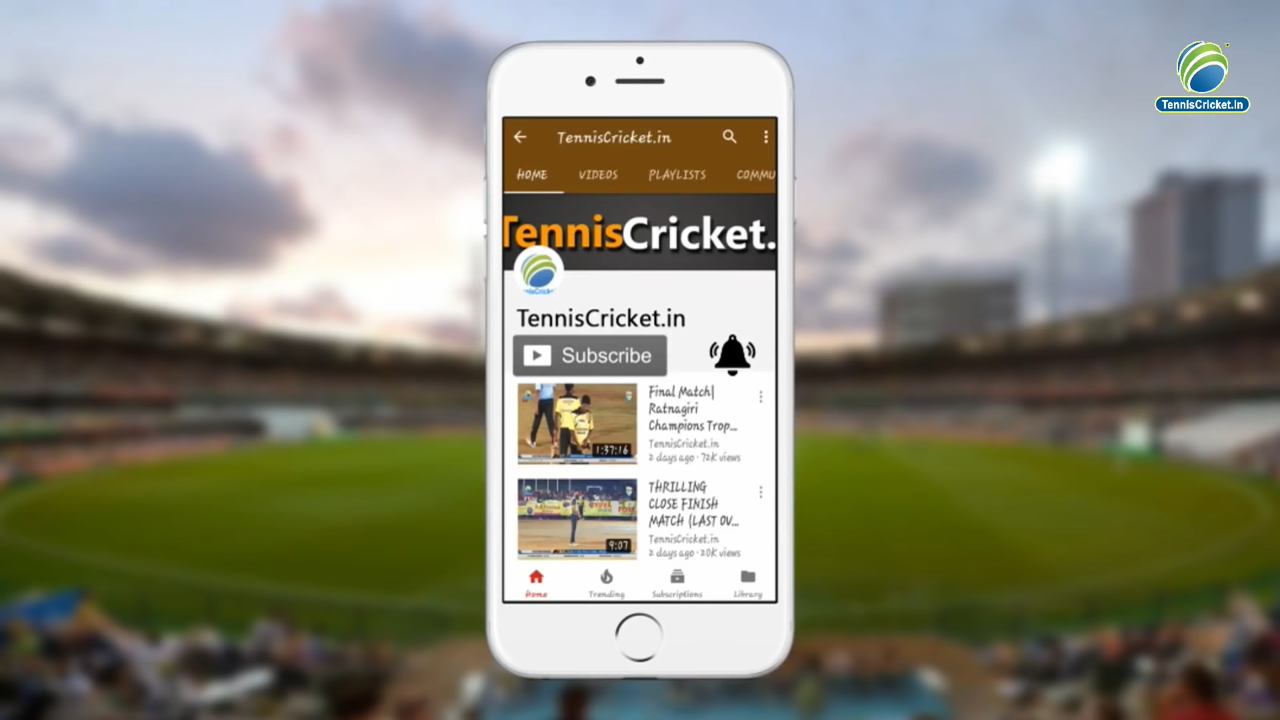 TennisCricket.in
TennisCricket.in
HOME VIDEOS PLAYLISTS COMMU
TennisCricket.
TennisCricket.in
Subscribe
Final Match|
Ratnagiri
Champions Trop...
TennisCricket.in
2 days ago · 72K views
1:37:16
THRILLING
CLOSE FINISH
MATCH (LAST OV...
TennisCricket.in
2 days ago · 20K views
9:07
Home Trending Subscriptions Library